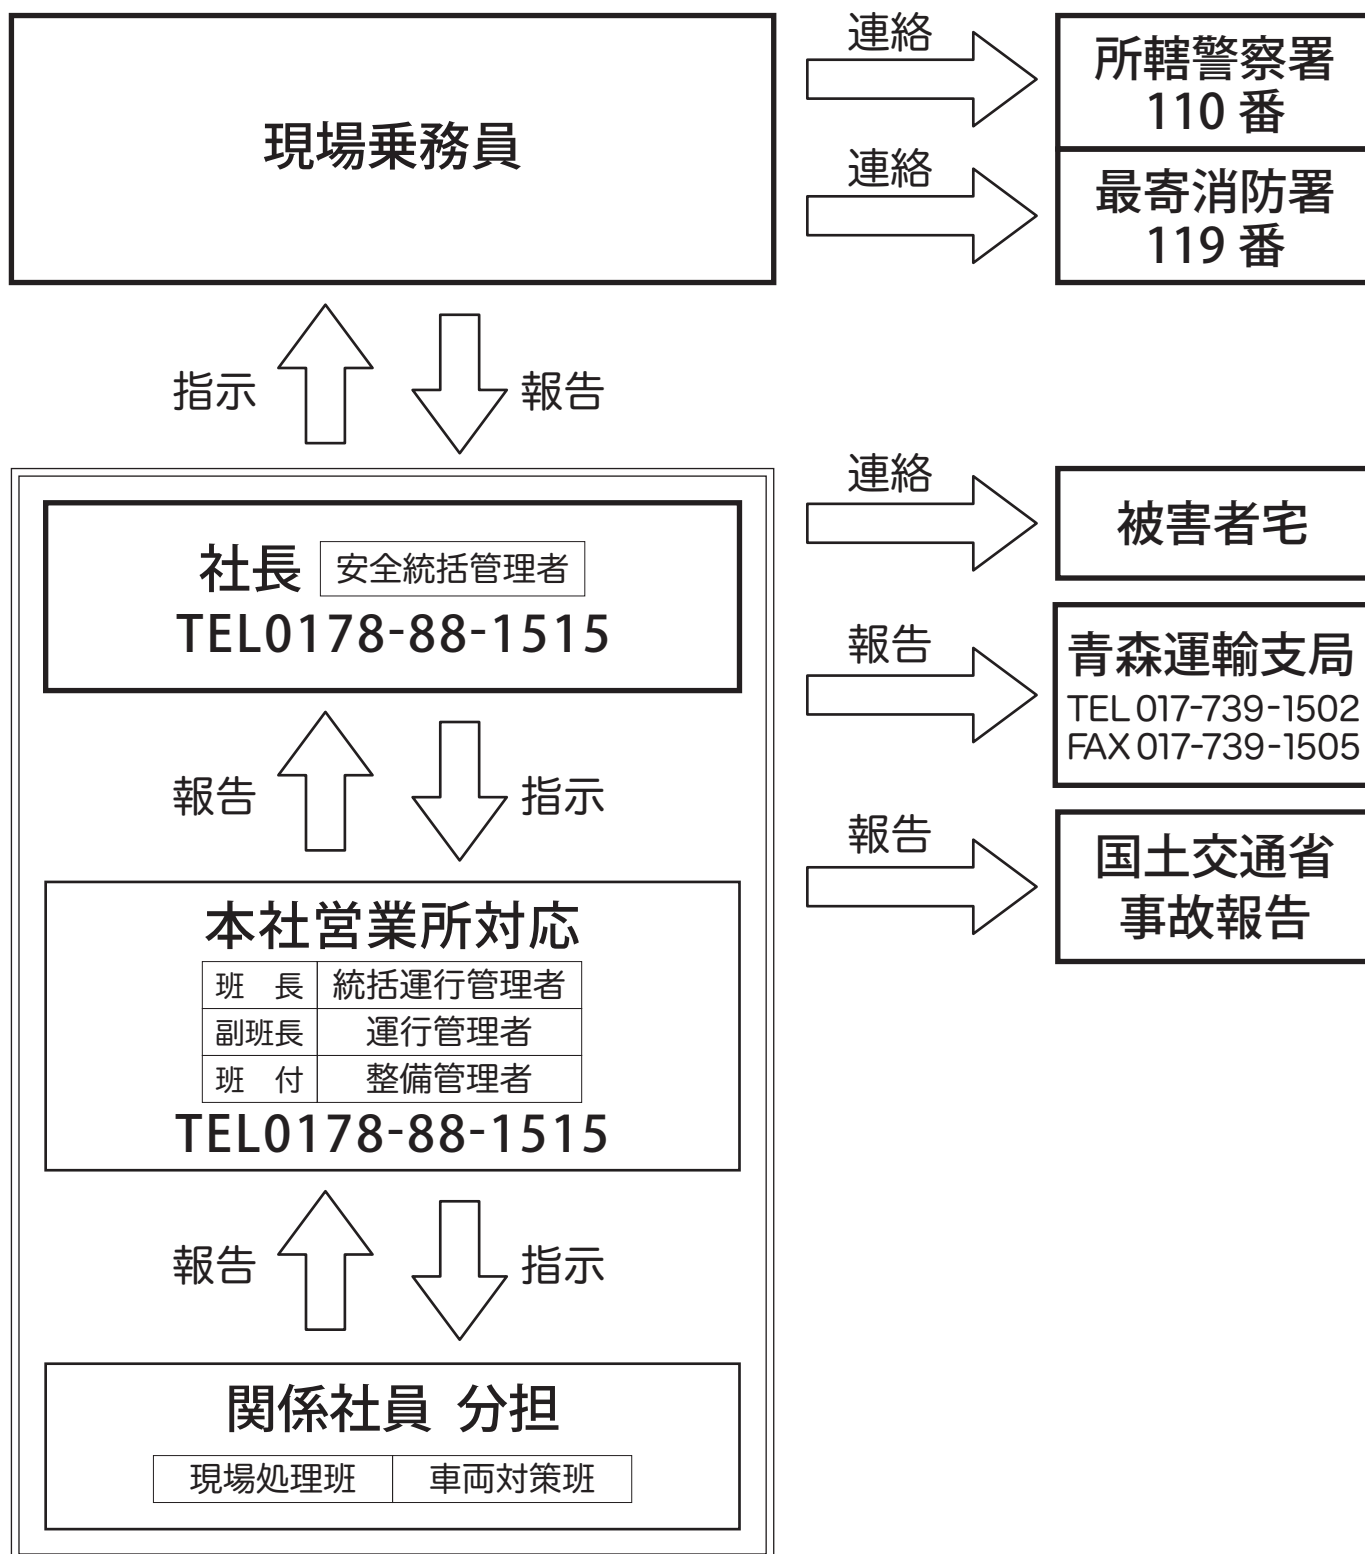 現場乗務員
連絡
所轄警察署
110 番
連絡
最寄消防署
119 番
指示
報告
社長 安全統括管理者
TEL0178-88-1515
連絡
被害者宅
報告
青森運輸支局
TEL 017-739-1502
FAX 017-739-1505
報告
国土交通省
事故報告
報告
指示
本社営業所対応
班　長 統括運行管理者
副班長 運行管理者
班　付 整備管理者
TEL0178-88-1515
報告
指示
関係社員 分担
現場処理班 車両対策班